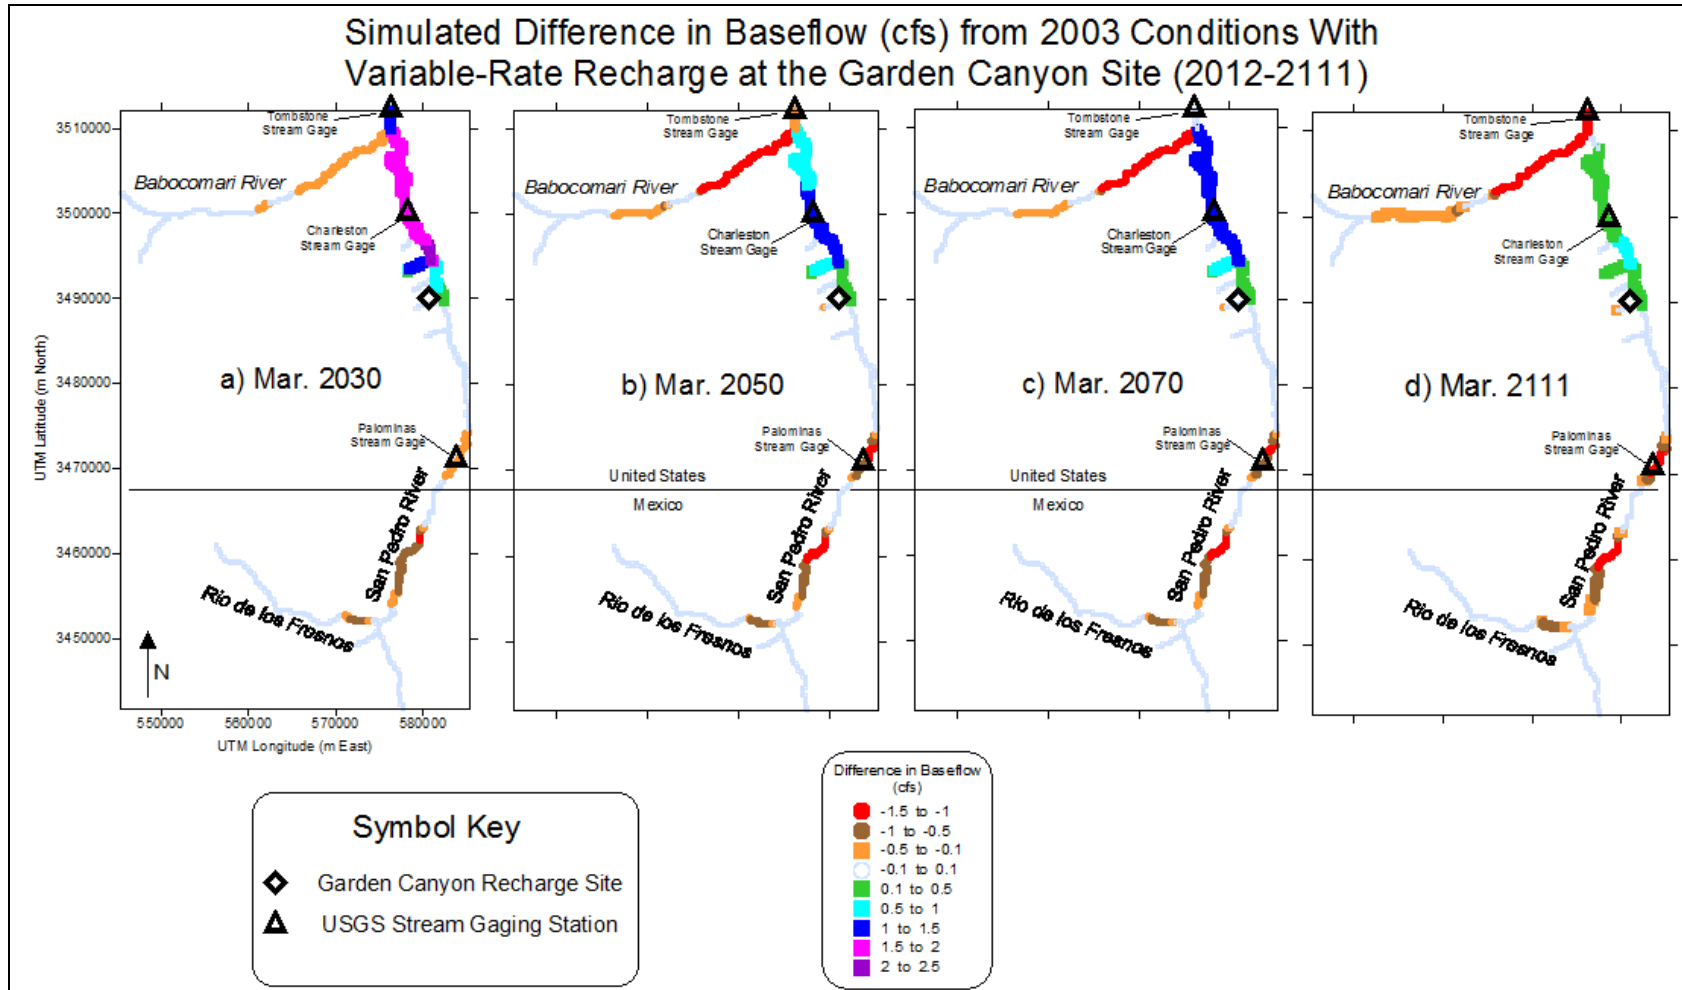 Simulated Difference in Baseflow (cfs) from 2003 Conditions With
Variable-Rate Recharge at the Garden Canyon Site (2012-2111)
UTM Latitude (m North)
3510000
3500000
3490000
3480000
3470000
3460000
3450000
Tombstone
Stream Gage
Babocomari River
Charleston
Stream Gage
a) Mar. 2030
Palominas
Stream Gage
San Pedro River
Rio de los Fresnos
N
550000
560000
570000
580000
UTM Longitude (m East)
Tombstone
Stream Gage
Babocomari River
Charleston
Stream Gage
b) Mar. 2050
Palominas
Stream Gage
United States
Mexico
San Pedro River
Rio de los Fresnos
Tombstone
Stream Gage
Babocomari River
Charleston
Stream Gage
c) Mar. 2070
Palominas
Stream Gage
United States
Mexico
San Pedro River
Rio de los Fresnos
Tombstone
Stream Gage
Babocomari River
Charleston
Stream Gage
d) Mar. 2111
Palominas
Stream Gage
San Pedro River
Rio de los Fresnos
Symbol Key
Garden Canyon Recharge Site
USGS Stream Gaging Station
Difference in Baseflow
(cfs)
-1.5 to -1
-1 to -0.5
-0.5 to -0.1
-0.1 to 0.1
0.1 to 0.5
0.5 to 1
1 to 1.5
1.5 to 2
2 to 2.5